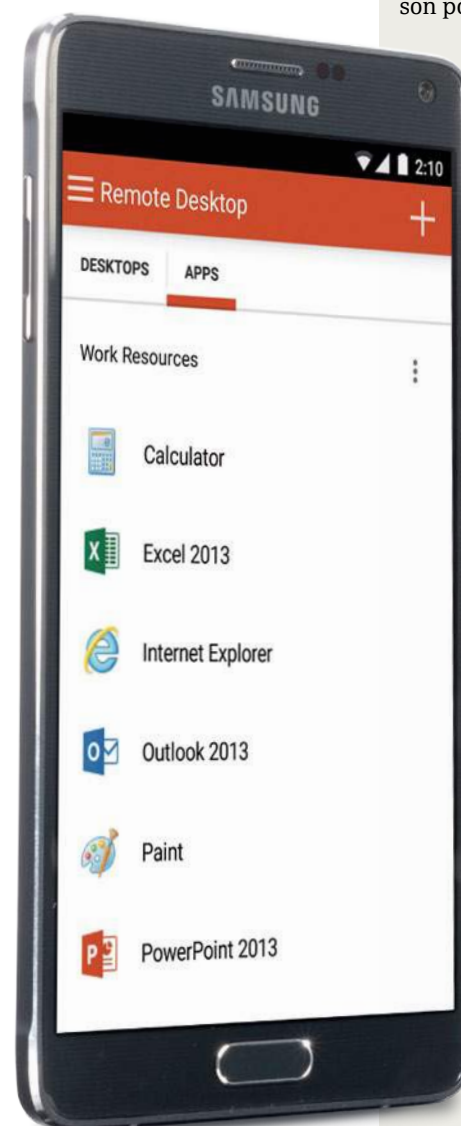 son po
SAMSUNG
2:10
Remote Desktop
DESKTOPS APPS
Work Resources
Calculator
Excel 2013
Internet Explorer
Outlook 2013
Paint
PowerPoint 2013